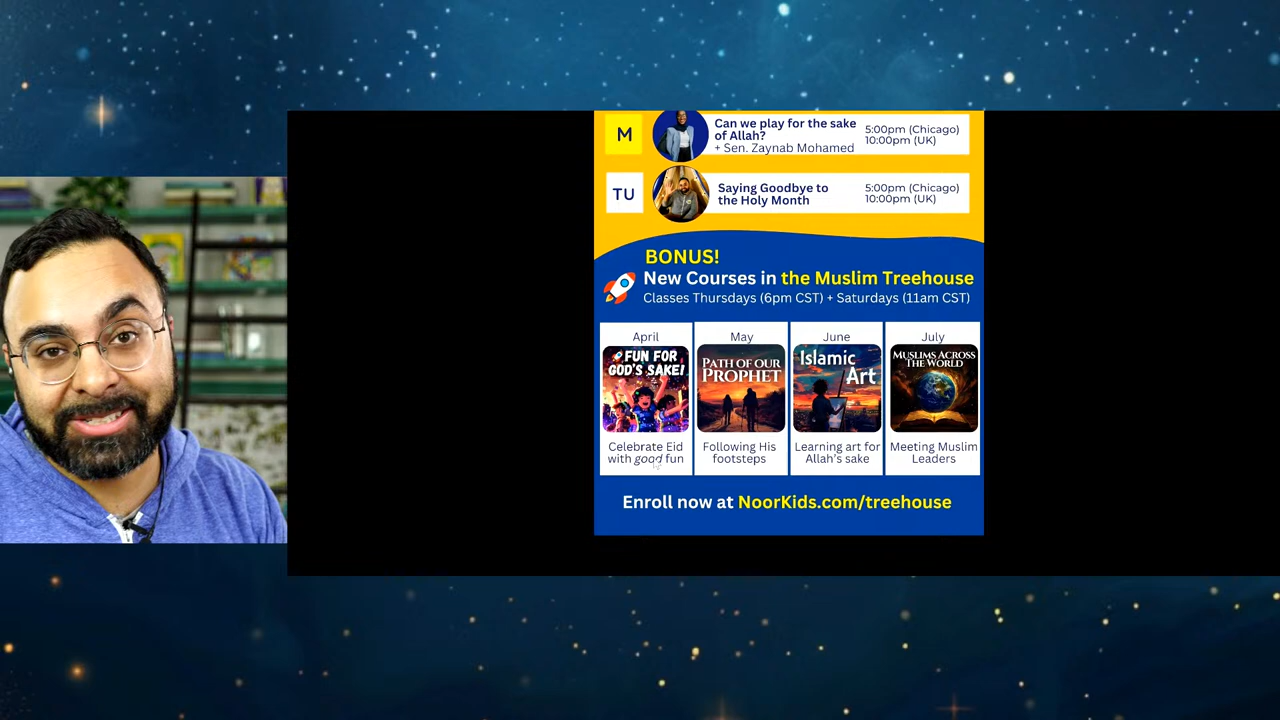 M
Can we play for the sake
of Allah?
+ Sen. Zaynab Mohamed
5:00pm (Chicago)
10:00pm (UK)
TU
Saying Goodbye to
the Holy Month
5:00pm (Chicago)
10:00pm (UK)
BONUS!
New Courses in the Muslim Treehouse
Classes Thursdays (6pm CST) + Saturdays (11am CST)
April
FUN FOR
GOD'S SAKE!
Celebrate Eid
with good fun
May
PATH OF OUR
PROPHET
Following His
footsteps
June
Islamic
Art
Learning art for
Allah's sake
July
MUSLIMS ACROSS
THE WORLD
Meeting Muslim
Leaders
Enroll now at NoorKids.com/treehouse